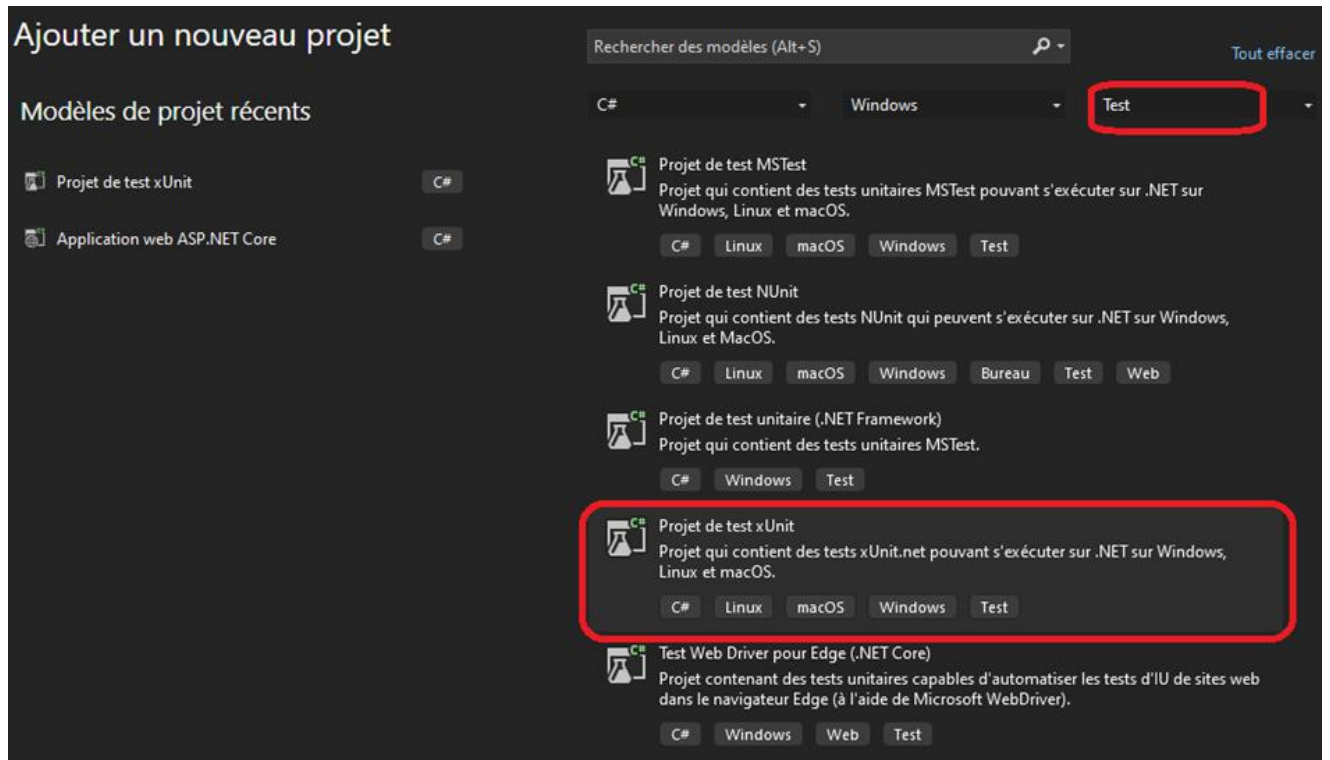 Ajouter un nouveau projet
Rechercher des modèles (Alt+S)
Tout effacer
Modèles de projet récents
C#
Windows
Test
Projet de test xUnit
C#
Application web ASP.NET Core
C#
Projet de test MSTest
Projet qui contient des tests unitaires MSTest pouvant s'exécuter sur .NET sur
Windows, Linux et macOS.
C# Linux macOS Windows Test
Projet de test NUnit
Projet qui contient des tests NUnit qui peuvent s'exécuter sur .NET sur Windows,
Linux et MacOS.
C# Linux macOS Windows Bureau Test Web
Projet de test unitaire (.NET Framework)
Projet qui contient des tests unitaires MSTest.
C# Windows Test
Projet de test xUnit
Projet qui contient des tests xUnit.net pouvant s'exécuter sur .NET sur Windows,
Linux et macOS.
C# Linux macOS Windows Test
Test Web Driver pour Edge (.NET Core)
Projet contenant des tests unitaires capables d'automatiser les tests d'IU de sites web
dans le navigateur Edge (à l'aide de Microsoft WebDriver).
C# Windows Web Test